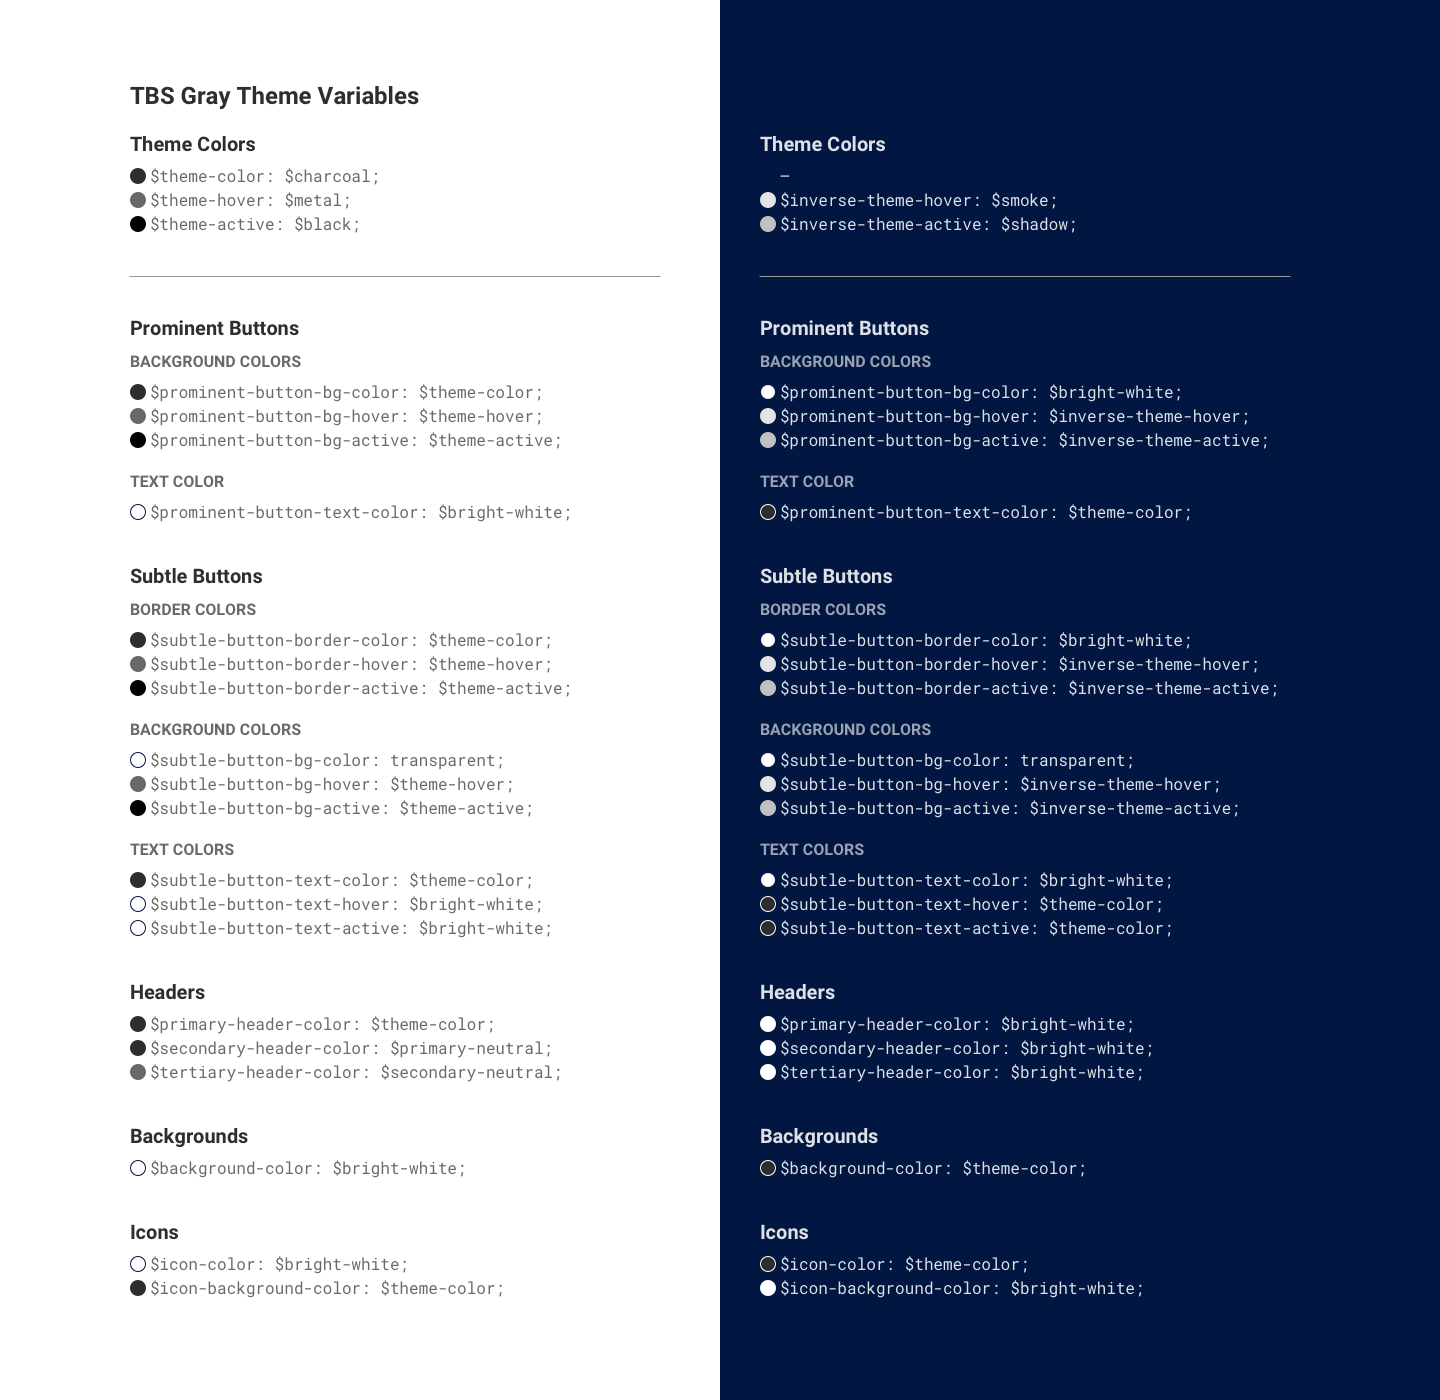 TBS Gray Theme Variables
Theme Colors
$theme-color: $charcoal;
$theme-hover: $metal;
$theme-active: $black;
Prominent Buttons
BACKGROUND COLORS
$prominent-button-bg-color: $theme-color;
$prominent-button-bg-hover: $theme-hover;
$prominent-button-bg-active: $theme-active;
TEXT COLOR
$prominent-button-text-color: $bright-white;
Subtle Buttons
BORDER COLORS
$subtle-button-border-color: $theme-color;
$subtle-button-border-hover: $theme-hover;
$subtle-button-border-active: $theme-active;
BACKGROUND COLORS
$subtle-button-bg-color: transparent;
$subtle-button-bg-hover: $theme-hover;
$subtle-button-bg-active: $theme-active;
TEXT COLORS
$subtle-button-text-color: $theme-color;
$subtle-button-text-hover: $bright-white;
$subtle-button-text-active: $bright-white;
Headers
$primary-header-color: $theme-color;
$secondary-header-color: $primary-neutral;
$tertiary-header-color: $secondary-neutral;
Backgrounds
$background-color: $bright-white;
Icons
$icon-color: $bright-white;
$icon-background-color: $theme-color;
Theme Colors
–
$inverse-theme-hover: $smoke;
$inverse-theme-active: $shadow;
Prominent Buttons
BACKGROUND COLORS
$prominent-button-bg-color: $bright-white;
$prominent-button-bg-hover: $inverse-theme-hover;
$prominent-button-bg-active: $inverse-theme-active;
TEXT COLOR
$prominent-button-text-color: $theme-color;
Subtle Buttons
BORDER COLORS
$subtle-button-border-color: $bright-white;
$subtle-button-border-hover: $inverse-theme-hover;
$subtle-button-border-active: $inverse-theme-active;
BACKGROUND COLORS
$subtle-button-bg-color: transparent;
$subtle-button-bg-hover: $inverse-theme-hover;
$subtle-button-bg-active: $inverse-theme-active;
TEXT COLORS
$subtle-button-text-color: $bright-white;
$subtle-button-text-hover: $theme-color;
$subtle-button-text-active: $theme-color;
Headers
$primary-header-color: $bright-white;
$secondary-header-color: $bright-white;
$tertiary-header-color: $bright-white;
Backgrounds
$background-color: $theme-color;
Icons
$icon-color: $theme-color;
$icon-background-color: $bright-white;